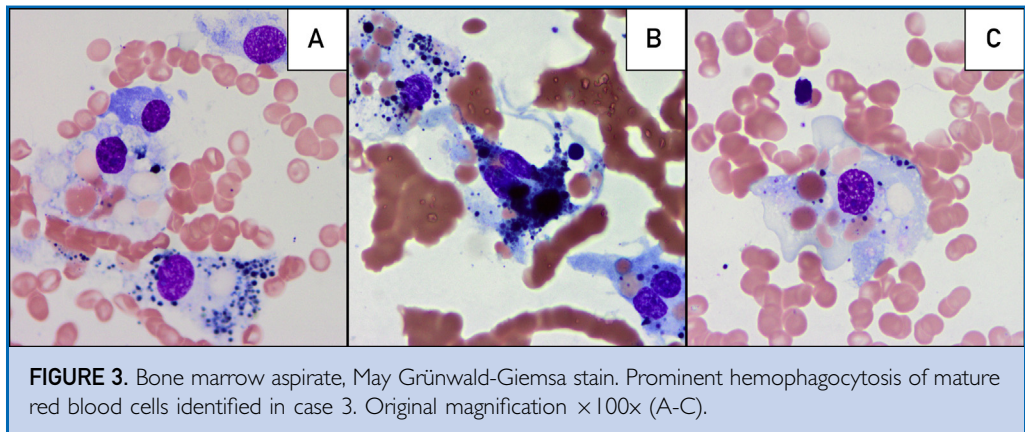 A
B
C
FIGURE 3. Bone marrow aspirate, May Grünwald-Giemsa stain. Prominent hemophagocytosis of mature
red blood cells identified in case 3. Original magnification ×100x (A-C).